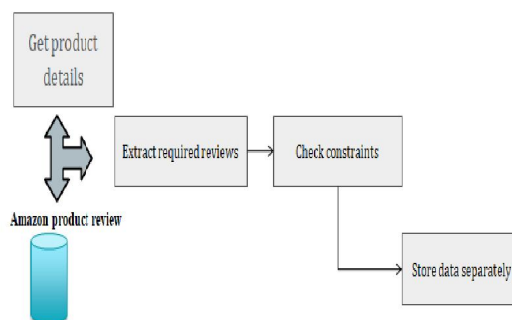 Get product
details
Extract required reviews
Check constraints
Amazon product review
Store data separately